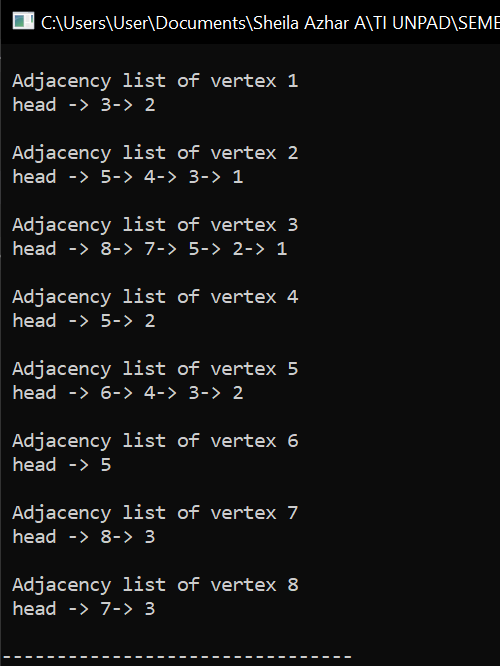 C:\Users\User\Documents\Sheila Azhar A\TI UNPAD\SEME
Adjacency list of vertex 1
head -> 3-> 2
Adjacency list of vertex 2
head -> 5-> 4-> 3-> 1
Adjacency list of vertex 3
head -> 8-> 7-> 5-> 2-> 1
Adjacency list of vertex 4
head -> 5-> 2
Adjacency list of vertex 5
head -> 6-> 4-> 3-> 2
Adjacency list of vertex 6
head -> 5
Adjacency list of vertex 7
head -> 8-> 3
Adjacency list of vertex 8
head -> 7-> 3
--------------------------------